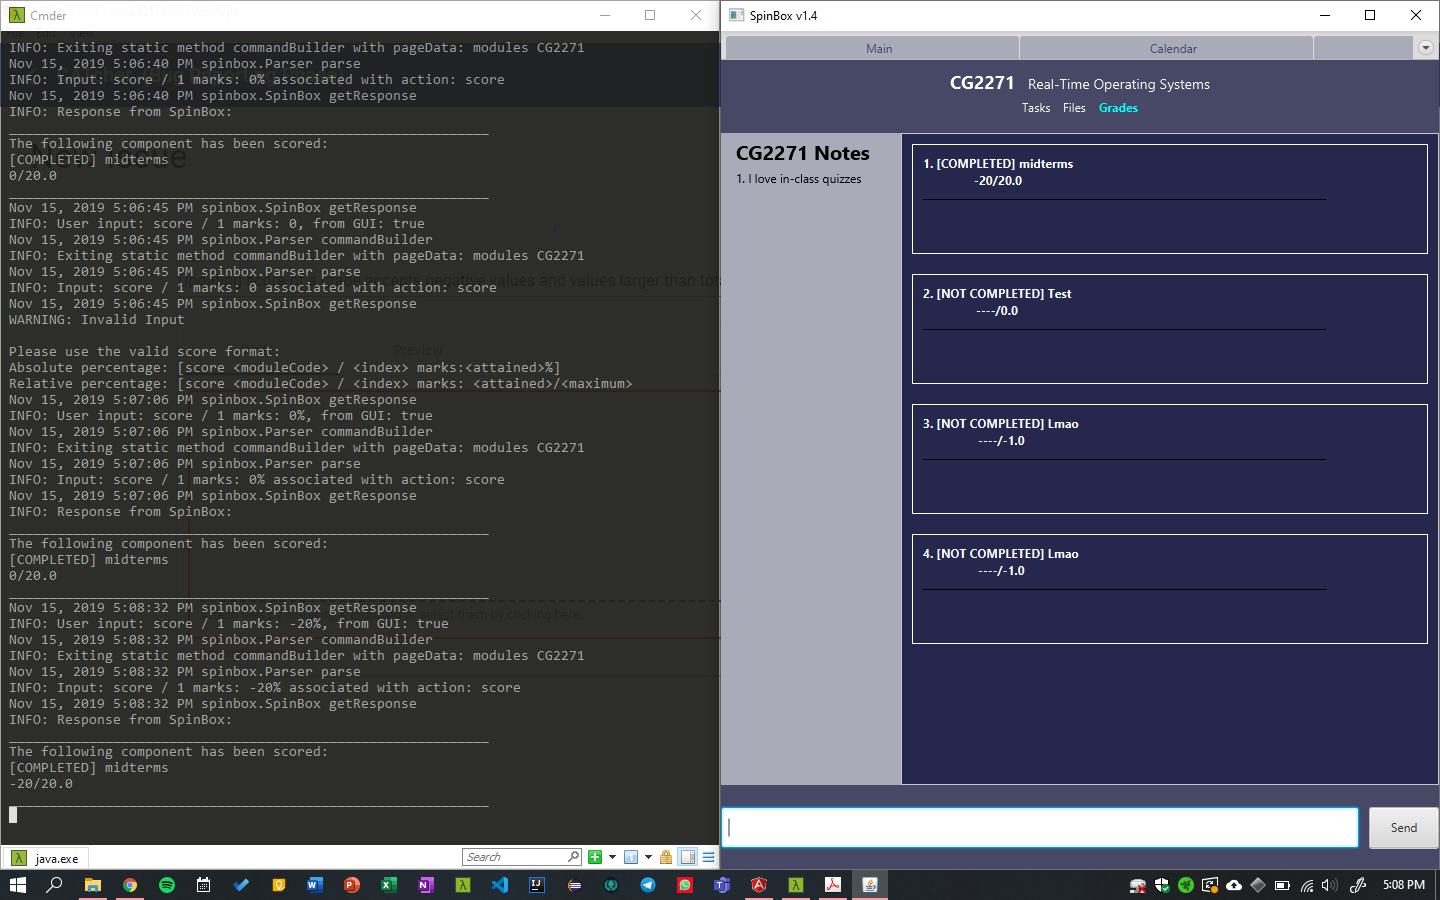 Cmder
INFO: Exiting static method commandBuilder with pageData: modules CG2271
Nov 15, 2019 5:06:40 PM spinbox.Parser parse
INFO: Input: score / 1 marks: 0% associated with action: score
Nov 15, 2019 5:06:40 PM spinbox.SpinBox getResponse
INFO: Response from SpinBox:
____________________________________________________________
The following component has been scored:
[COMPLETED] midterms
0/20.0
____________________________________________________________
Nov 15, 2019 5:06:45 PM spinbox.SpinBox getResponse
INFO: User input: score / 1 marks: 0, from GUI: true
Nov 15, 2019 5:06:45 PM spinbox.Parser commandBuilder
INFO: Exiting static method commandBuilder with pageData: modules CG2271
Nov 15, 2019 5:06:45 PM spinbox.Parser parse
INFO: Input: score / 1 marks: 0 associated with action: score
Nov 15, 2019 5:06:45 PM spinbox.SpinBox getResponse
WARNING: Invalid Input
Please use the valid score format:
Absolute percentage: [score <moduleCode> / <index> marks:<attained>%]
Relative percentage: [score <moduleCode> / <index> marks: <attained>/<maximum>
Nov 15, 2019 5:07:06 PM spinbox.SpinBox getResponse
INFO: User input: score / 1 marks: 0%, from GUI: true
Nov 15, 2019 5:07:06 PM spinbox.Parser commandBuilder
INFO: Exiting static method commandBuilder with pageData: modules CG2271
Nov 15, 2019 5:07:06 PM spinbox.Parser parse
INFO: Input: score / 1 marks: 0% associated with action: score
Nov 15, 2019 5:07:06 PM spinbox.SpinBox getResponse
INFO: Response from SpinBox:
____________________________________________________________
The following component has been scored:
[COMPLETED] midterms
0/20.0
____________________________________________________________
Nov 15, 2019 5:08:32 PM spinbox.SpinBox getResponse
INFO: User input: score / 1 marks: -20%, from GUI: true
Nov 15, 2019 5:08:32 PM spinbox.Parser commandBuilder
INFO: Exiting static method commandBuilder with pageData: modules CG2271
Nov 15, 2019 5:08:32 PM spinbox.Parser parse
INFO: Input: score / 1 marks: -20% associated with action: score
Nov 15, 2019 5:08:32 PM spinbox.SpinBox getResponse
INFO: Response from SpinBox:
____________________________________________________________
The following component has been scored:
[COMPLETED] midterms
-20/20.0
____________________________________________________________
java.exe
Search
SpinBox v1.4
Main
Calendar
CG2271 Real-Time Operating Systems
Tasks Files Grades
CG2271 Notes
1. I love in-class quizzes
1. [COMPLETED] midterms
-20/20.0
2. [NOT COMPLETED] Test
----/0.0
3. [NOT COMPLETED] Lmao
----/-1.0
4. [NOT COMPLETED] Lmao
----/-1.0
Send
5:08 PM